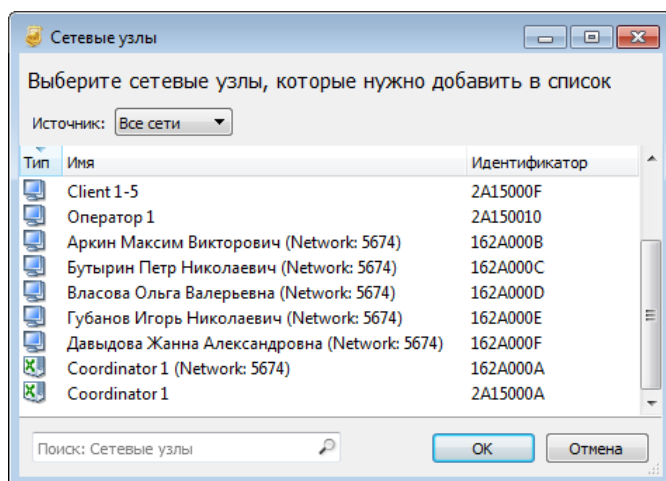 Сетевые узлы
Выберите сетевые узлы, которые нужно добавить в список
Источник: Все сети
Тип Имя Идентификатор
Client 1-5 2A15000F
Оператор 1 2A150010
Аркин Максим Викторович (Network: 5674) 162A000B
Бутырин Петр Николаевич (Network: 5674) 162A000C
Власова Ольга Валерьевна (Network: 5674) 162A000D
Губанов Игорь Николаевич (Network: 5674) 162A000E
Давыдова Жанна Александровна (Network: 5674) 162A000F
Coordinator 1 (Network: 5674) 162A000A
Coordinator 1 2A15000A
Поиск: Сетевые узлы OK Отмена